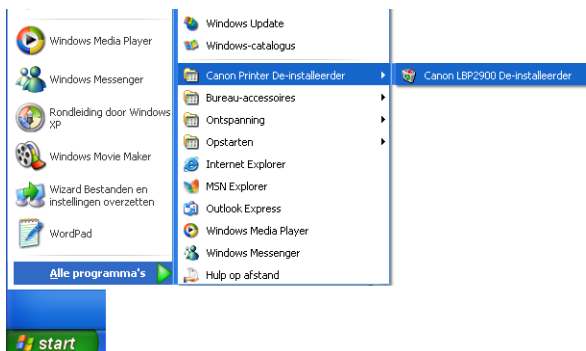 Windows Media Player
Windows Messenger
Rondleiding door Windows
XP
Windows Movie Maker
Wizard Bestanden en
instellingen overzetten
WordPad
Alle programma's
start
Windows Update
Windows-catalogus
Canon Printer De-installeerder
Bureau-accessoires
Ontspanning
Opstarten
Internet Explorer
MSN Explorer
Outlook Express
Windows Media Player
Windows Messenger
Hulp op afstand
Canon LBP2900 De-installeerder